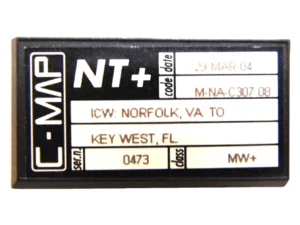 C-MAP
NT+
date 29 MAR 04
code M-NA-C307.08
ICW: NORFOLK, VA. TO
KEY WEST, FL.
ser.n. 0473 class MW+